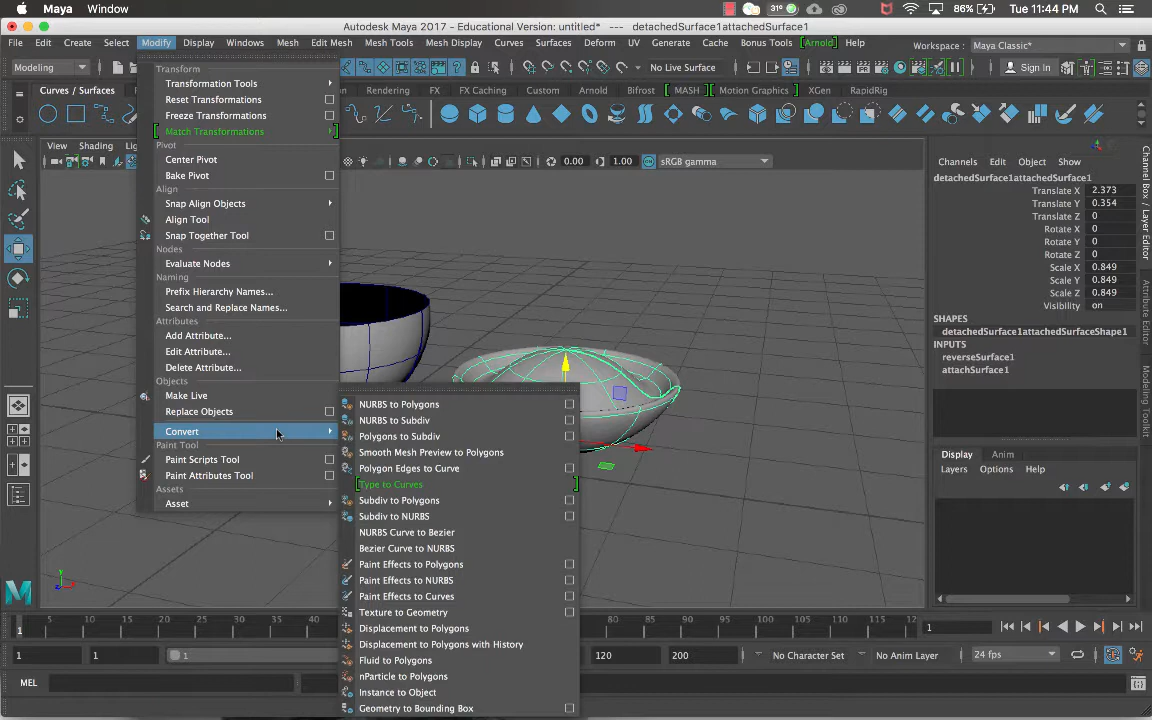 Maya Window 31° 86% Tue 11:44 PM
Autodesk Maya 2017 - Educational Version: untitled* --- detachedSurface1attachedSurface1
File Edit Create Select Modify Display Windows Mesh Edit Mesh Mesh Tools Mesh Display Curves Surfaces Deform UV Generate Cache Bonus Tools Arnold Help Workspace : Maya Classic*
Modeling No Live Surface Sign In
Curves / Surfaces Rendering FX FX Caching Custom Arnold Bifrost MASH Motion Graphics XGen RapidRig
View Shading 0.00 1.00 sRGB gamma
Transform
Transformation Tools
Reset Transformations
Freeze Transformations
Match Transformations
Pivot
Center Pivot
Bake Pivot
Align
Snap Align Objects
Align Tool
Snap Together Tool
Nodes
Evaluate Nodes
Naming
Prefix Hierarchy Names...
Search and Replace Names...
Attributes
Add Attribute...
Edit Attribute...
Delete Attribute...
Objects
Make Live
Replace Objects
Convert
Paint Tool
Paint Scripts Tool
Paint Attributes Tool
Assets
Asset
NURBS to Polygons
NURBS to Subdiv
Polygons to Subdiv
Smooth Mesh Preview to Polygons
Polygon Edges to Curve
Type to Curves
Subdiv to Polygons
Subdiv to NURBS
NURBS Curve to Bezier
Bezier Curve to NURBS
Paint Effects to Polygons
Paint Effects to NURBS
Paint Effects to Curves
Texture to Geometry
Displacement to Polygons
Displacement to Polygons with History
Fluid to Polygons
nParticle to Polygons
Instance to Object
Geometry to Bounding Box
Channels Edit Object Show
detachedSurface1attachedSurface1
Translate X 2.373
Translate Y 0.354
Translate Z 0
Rotate X 0
Rotate Y 0
Rotate Z 0
Scale X 0.849
Scale Y 0.849
Scale Z 0.849
Visibility on
SHAPES
detachedSurface1attachedSurfaceShape1
INPUTS
reverseSurface1
attachSurface1
Display Anim
Layers Options Help
Channel Box / Layer Editor
Attribute Editor
Modeling Toolkit
y
5 10 15 20 25 30 35 80 85 90 95 100 105 110 115 12
1 1
1 1 1 120 200 No Character Set No Anim Layer 24 fps
MEL